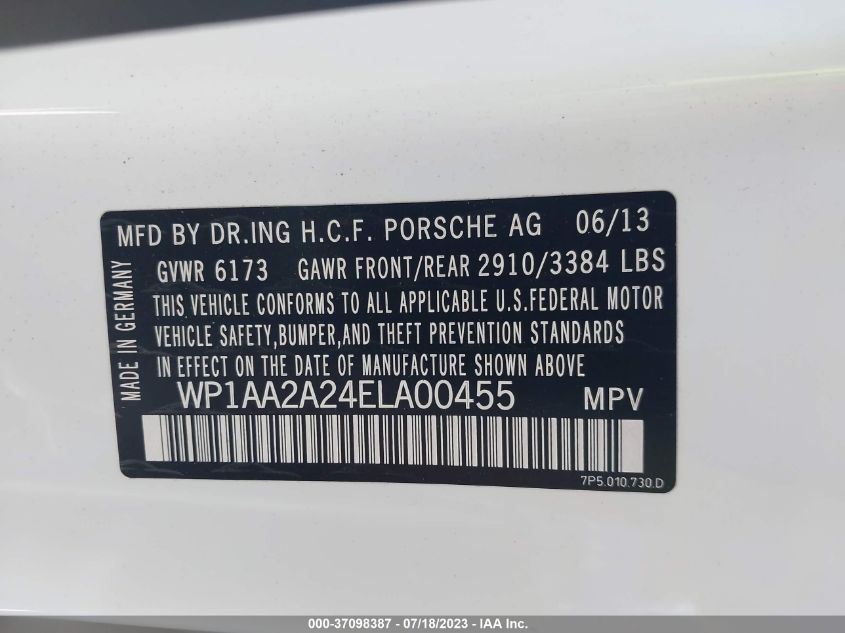 MFD BY DR.ING H.C.F. PORSCHE AG 06/13
GVWR 6173 GAWR FRONT/REAR 2910/3384 LBS
THIS VEHICLE CONFORMS TO ALL APPLICABLE U.S.FEDERAL MOTOR
VEHICLE SAFETY,BUMPER,AND THEFT PREVENTION STANDARDS
IN EFFECT ON THE DATE OF MANUFACTURE SHOWN ABOVE
WP1AA2A24ELA00455 MPV
MADE IN GERMANY
7P5.010.730.D
000-37098387 - 07/18/2023 - IAA Inc.